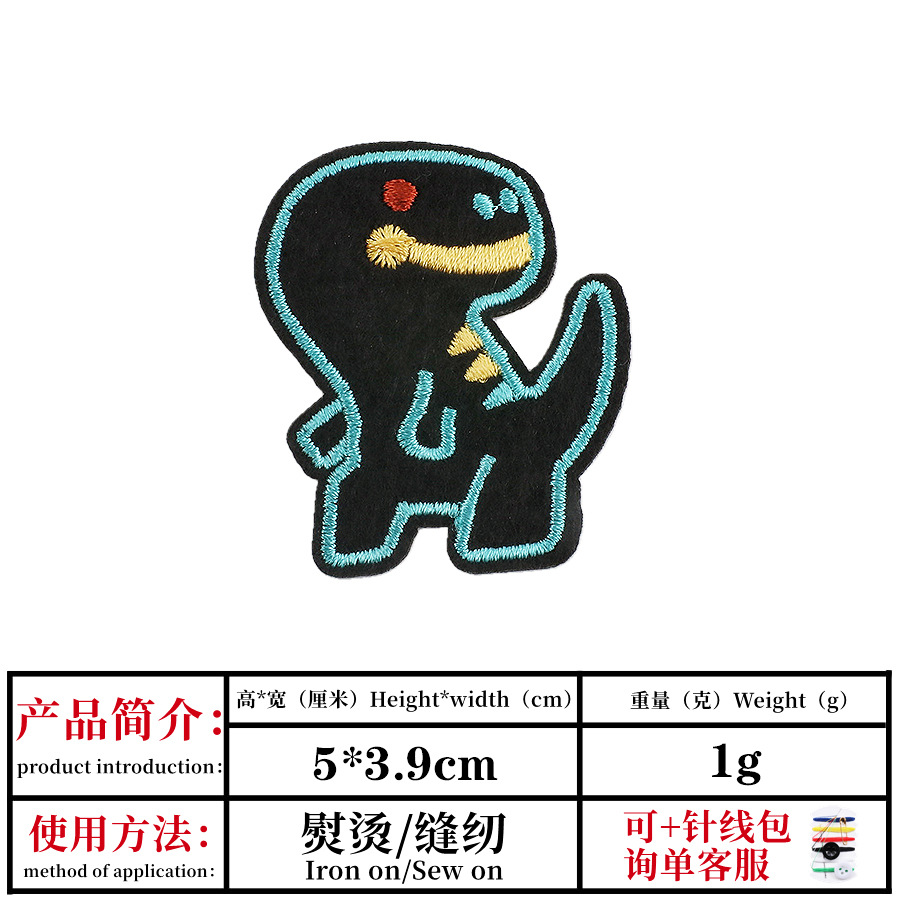 产品简介：
product introduction：
高*宽（厘米）Height*width（cm）
重量（克）Weight（g）
5*3.9cm
1g
使用方法：
method of application：
熨烫/缝纫
Iron on/Sew on
可+针线包
询单客服